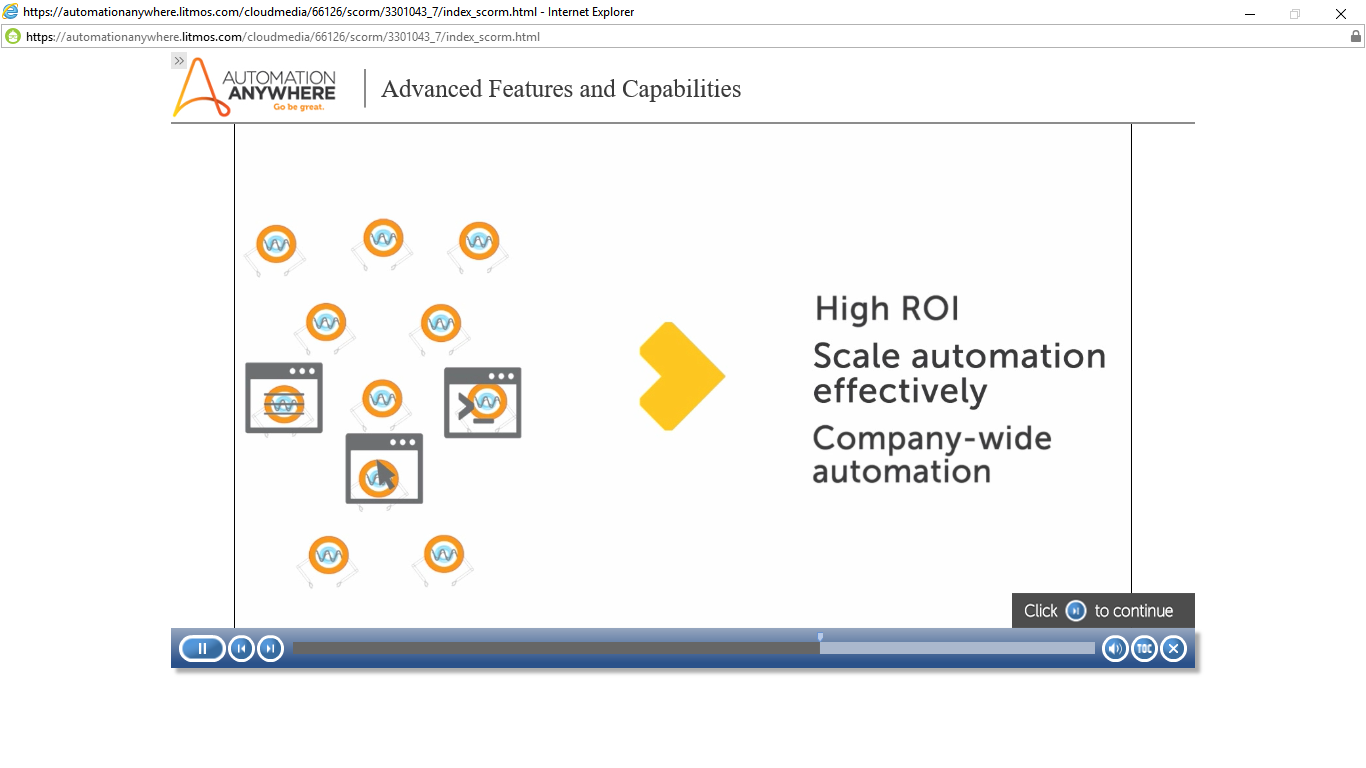 https://automationanywhere.litmos.com/cloudmedia/66126/scorm/3301043_7/index_scorm.html - Internet Explorer
https://automationanywhere.litmos.com/cloudmedia/66126/scorm/3301043_7/index_scorm.html
AUTOMATION
ANYWHERE
Go be great.
Advanced Features and Capabilities
High ROI
Scale automation
effectively
Company-wide
automation
Click to continue
TOC